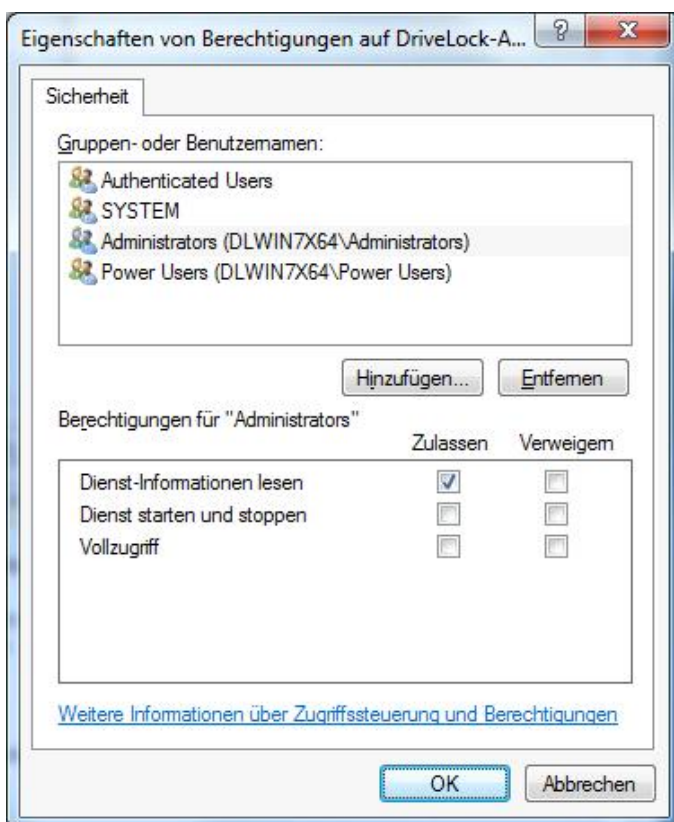 Eigenschaften von Berechtigungen auf DriveLock-A...
Sicherheit
Gruppen- oder Benutzernamen:
Authenticated Users
SYSTEM
Administrators (DLWIN7X64\Administrators)
Power Users (DLWIN7X64\Power Users)
Hinzufügen... Entfernen
Berechtigungen für "Administrators"
Zulassen Verweigern
Dienst-Informationen lesen
Dienst starten und stoppen
Vollzugriff
Weitere Informationen über Zugriffssteuerung und Berechtigungen
OK Abbrechen